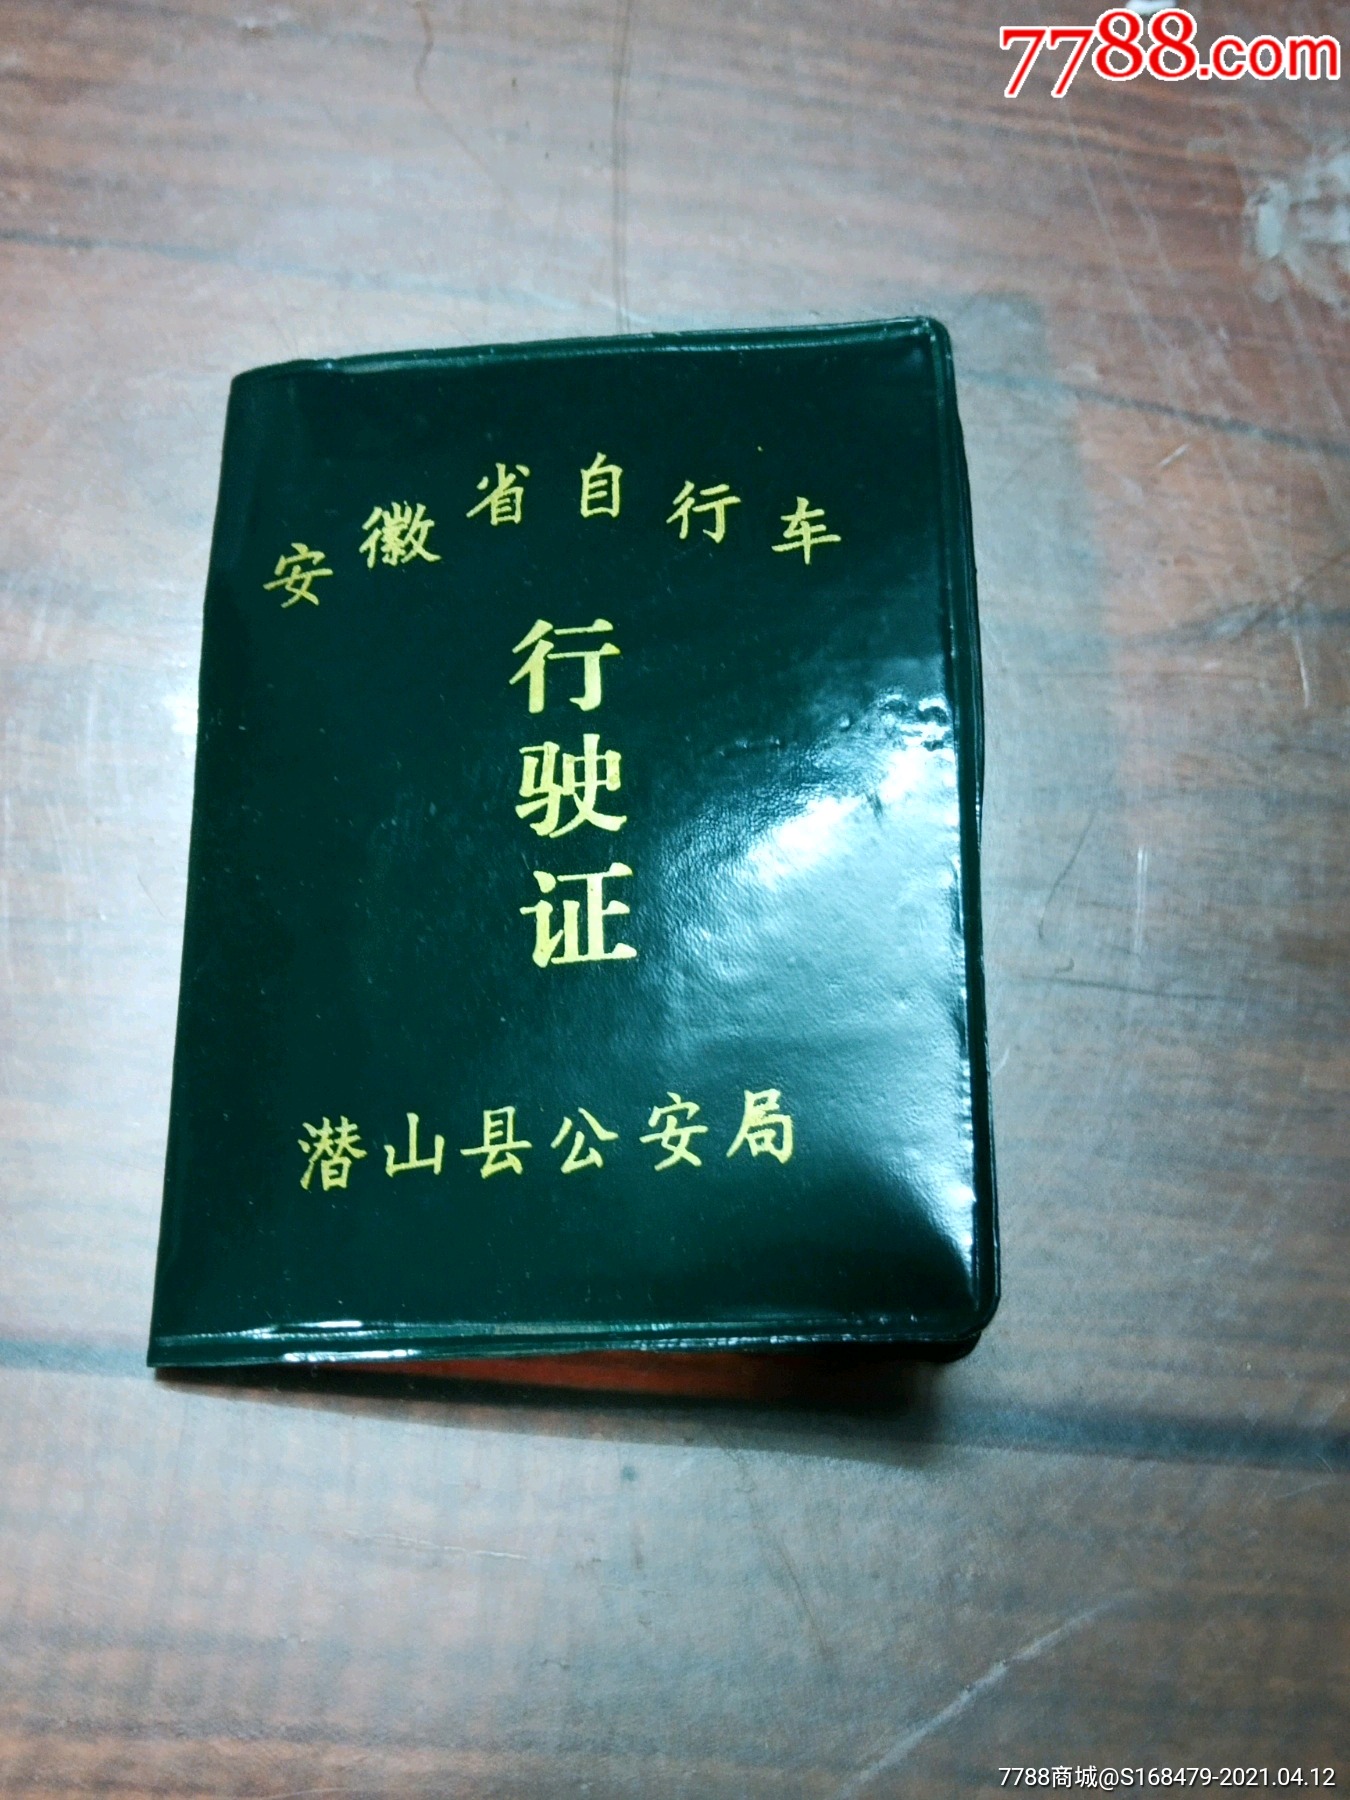 7788.com
安徽省自行车
行
驶
证
潜山县公安局
7788商城@S168479-2021.04.12